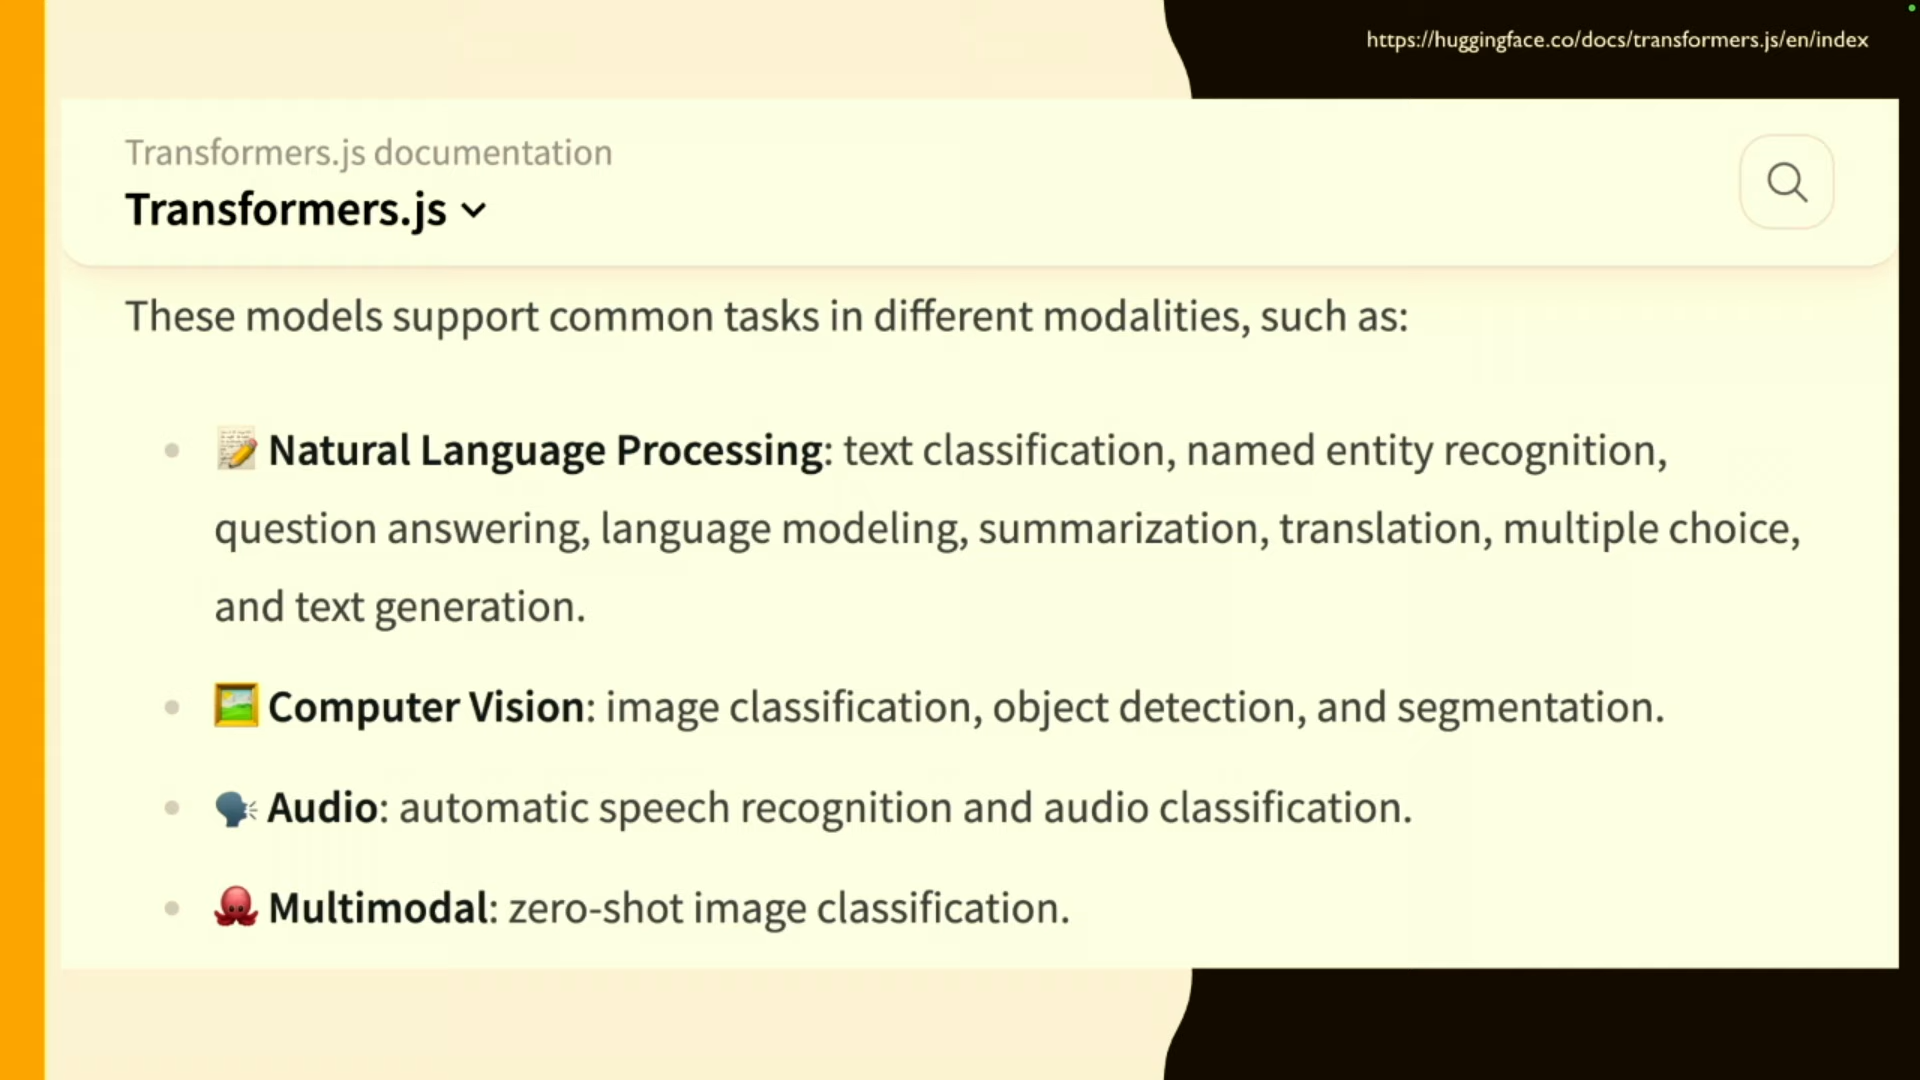 https://huggingface.co/docs/transformers.js/en/index
Transformers.js documentation
Transformers.js
These models support common tasks in different modalities, such as:
Natural Language Processing: text classification, named entity recognition,
question answering, language modeling, summarization, translation, multiple choice,
and text generation.
Computer Vision: image classification, object detection, and segmentation.
Audio: automatic speech recognition and audio classification.
Multimodal: zero-shot image classification.